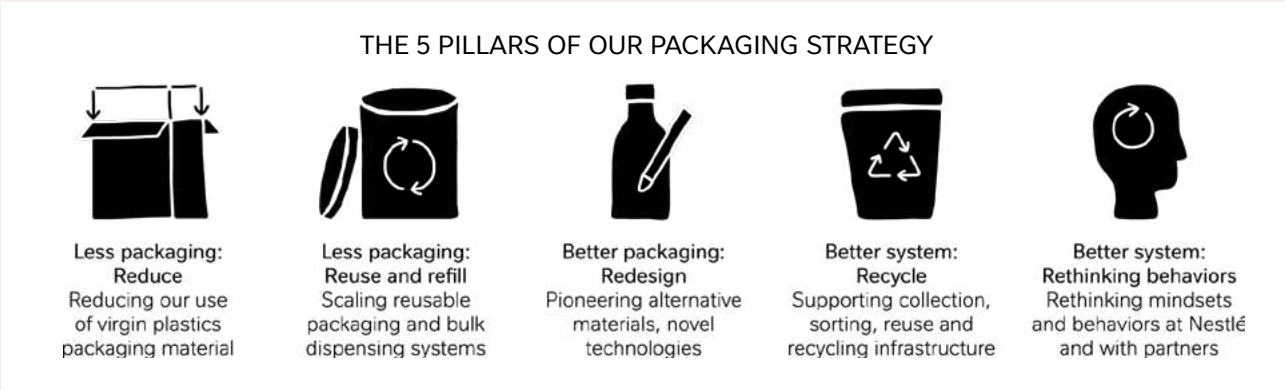 THE 5 PILLARS OF OUR PACKAGING STRATEGY
Less packaging:
Reduce
Reducing our use
of virgin plastics
packaging material
Less packaging:
Reuse and refill
Scaling reusable
packaging and bulk
dispensing systems
Better packaging:
Redesign
Pioneering alternative
materials, novel
technologies
Better system:
Recycle
Supporting collection,
sorting, reuse and
recycling infrastructure
Better system:
Rethinking behaviors
Rethinking mindsets
and behaviors at Nestlé
and with partners